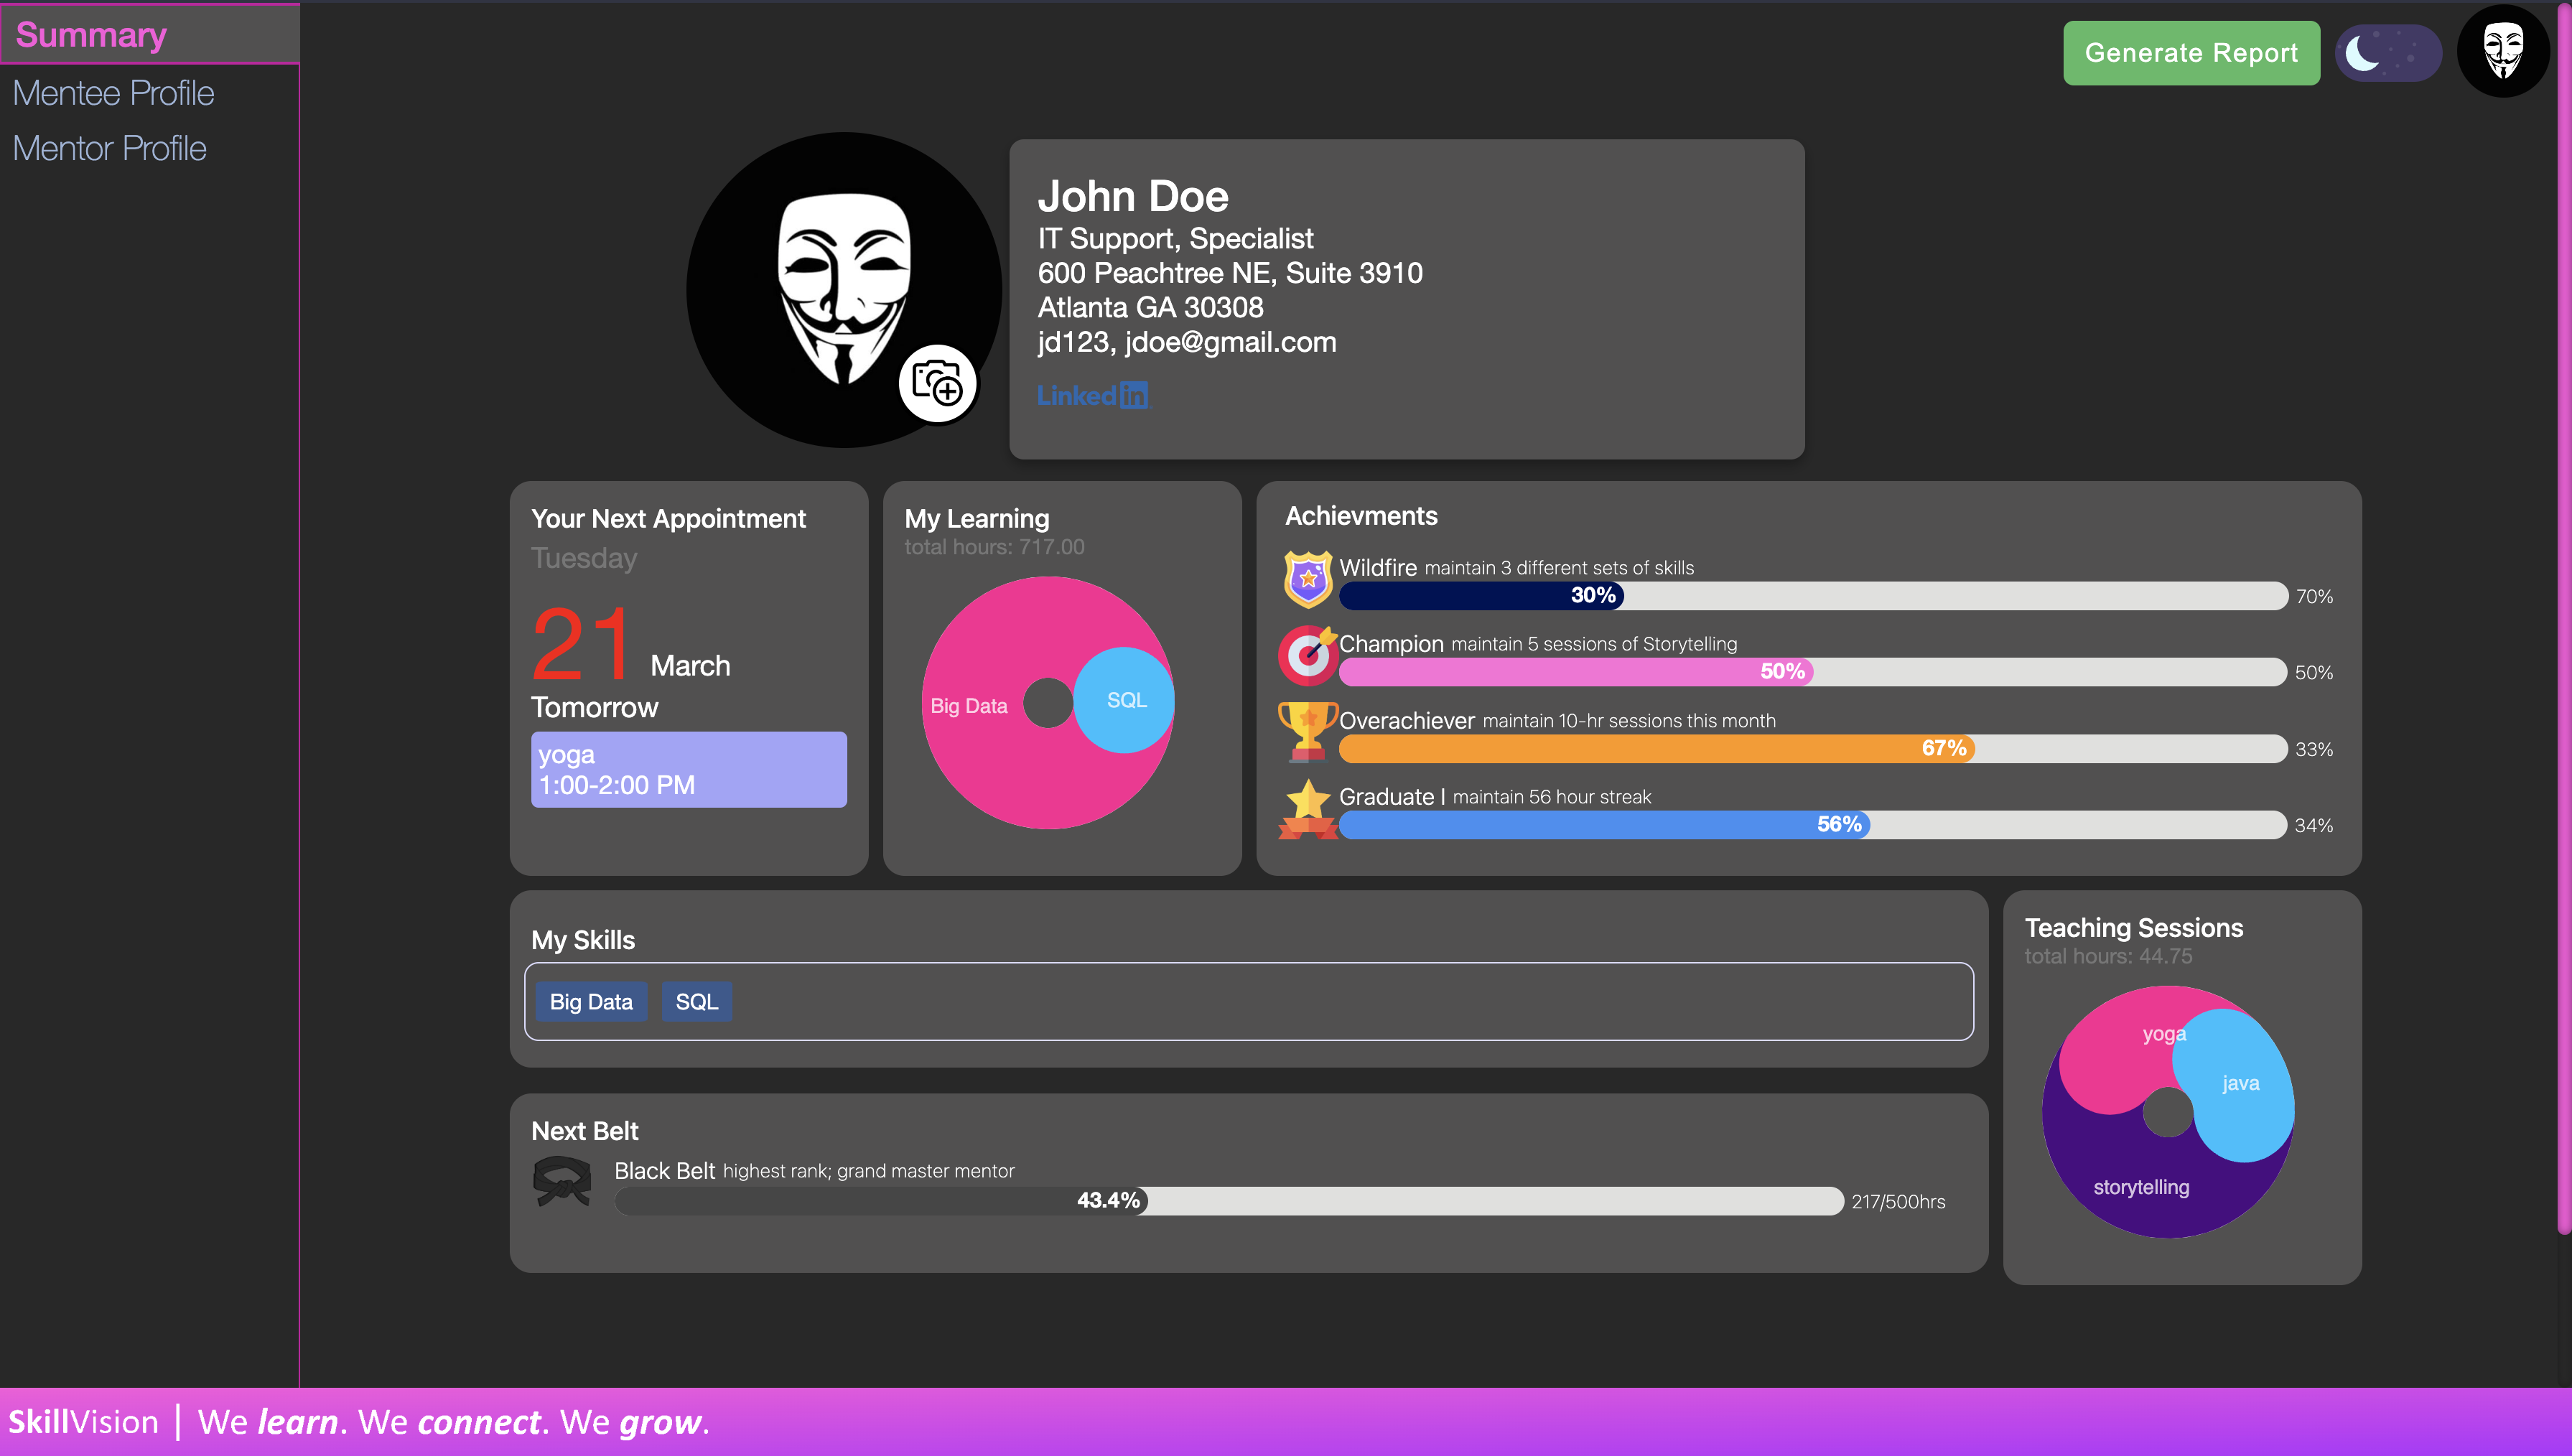 Summary
Mentee Profile
Mentor Profile
Generate Report
John Doe
IT Support, Specialist
600 Peachtree NE, Suite 3910
Atlanta GA 30308
jd123, jdoe@gmail.com
Linked in
Your Next Appointment
Tuesday
21 March
Tomorrow
yoga
1:00-2:00 PM
My Learning
total hours: 717.00
Big Data
SQL
Achievments
Wildfire maintain 3 different sets of skills
30% 70%
Champion maintain 5 sessions of Storytelling
50% 50%
Overachiever maintain 10-hr sessions this month
67% 33%
Graduate I maintain 56 hour streak
56% 34%
My Skills
Big Data SQL
Teaching Sessions
total hours: 44.75
yoga
java
storytelling
Next Belt
Black Belt highest rank; grand master mentor
43.4% 217/500hrs
SkillVision | We learn. We connect. We grow.